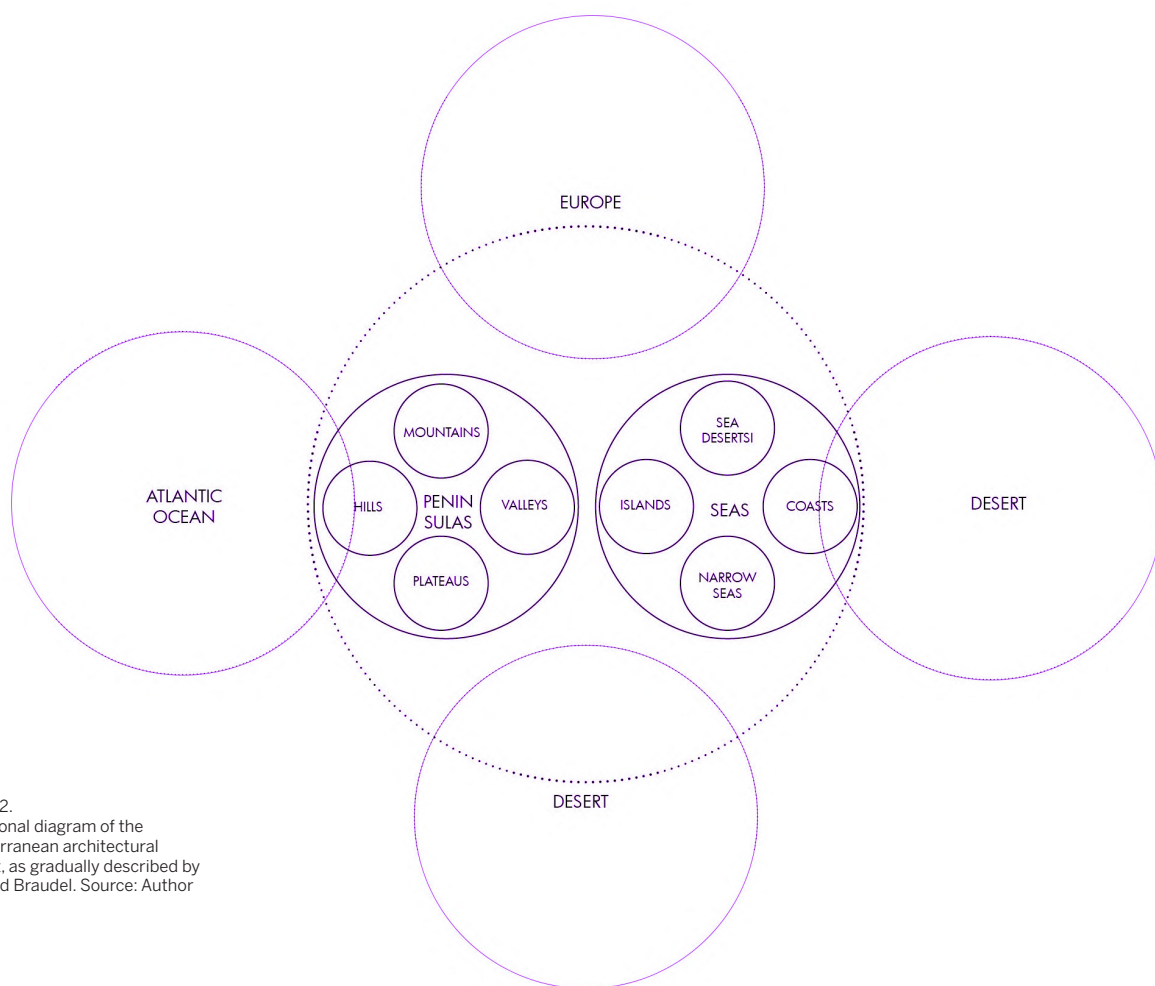 EUROPE
MOUNTAINS
SEA
DESERTSI
ATLANTIC
OCEAN
HILLS
PENIN
SULAS
VALLEYS
ISLANDS
SEAS
COASTS
DESERT
PLATEAUS
NARROW
SEAS
DESERT
2.
onal diagram of the
rranean architectural
, as gradually described by
d Braudel. Source: Author